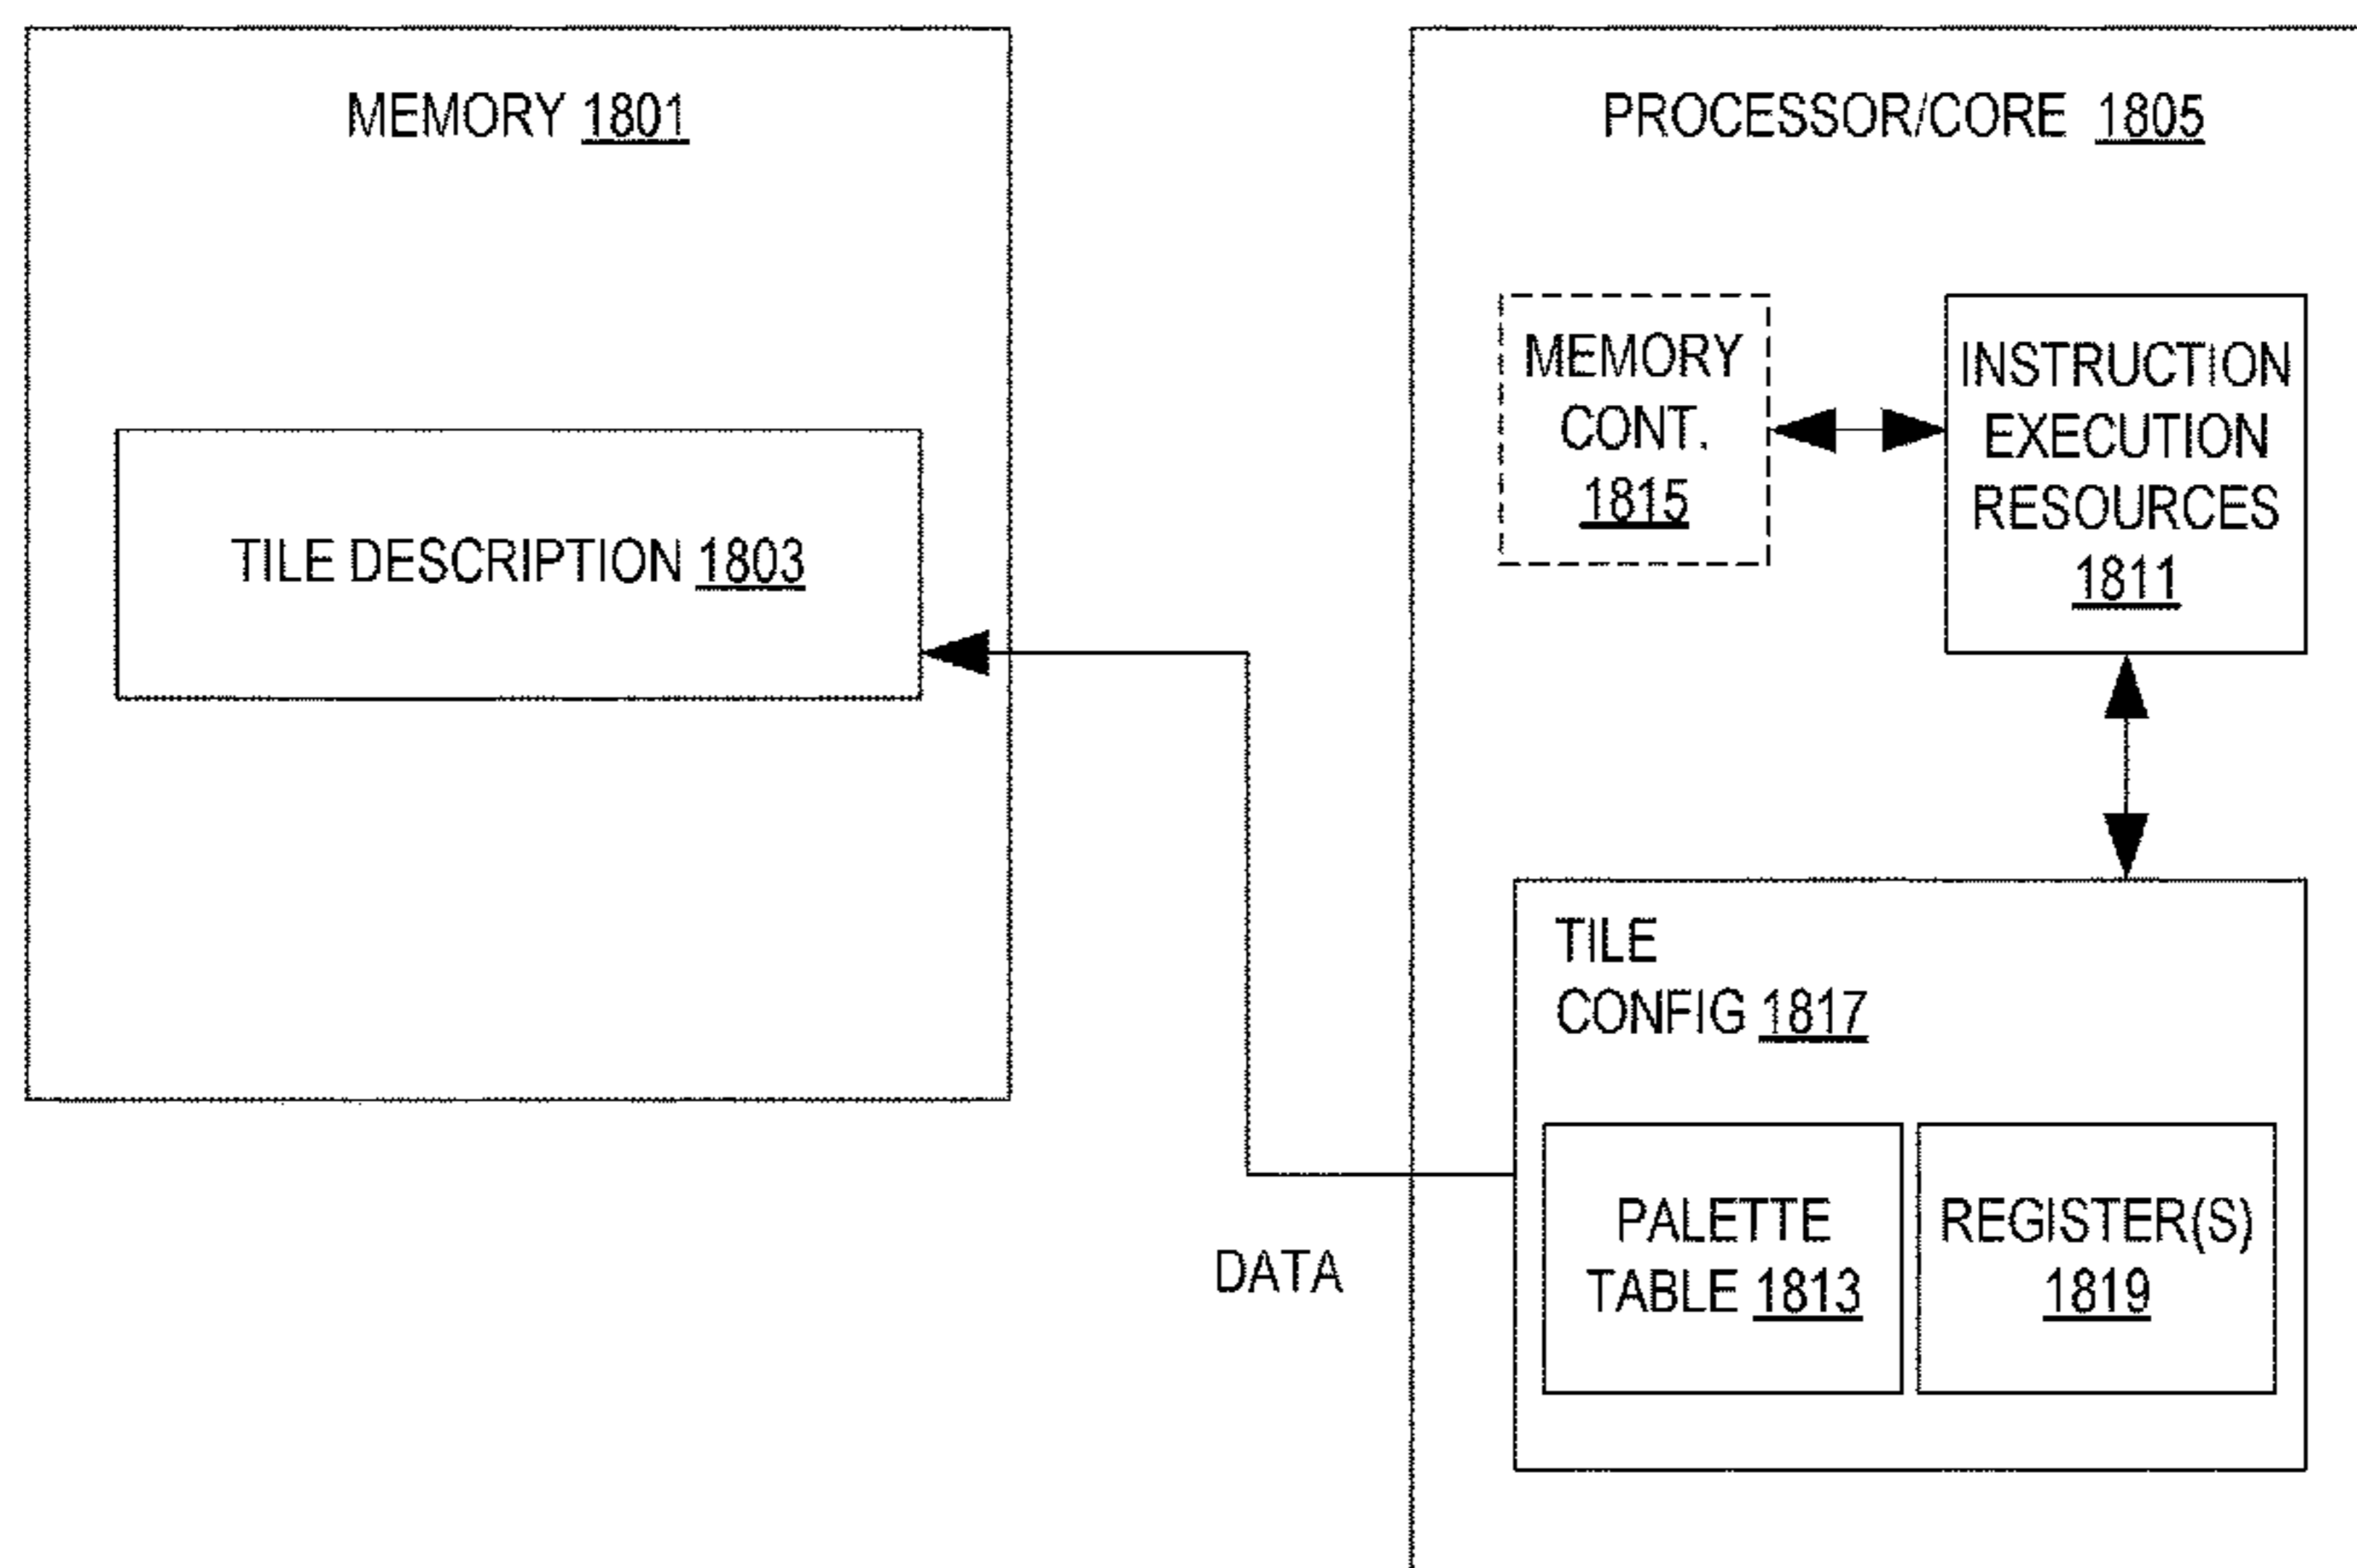 MEMORY 1801
TILE DESCRIPTION 1803
PROCESSOR/CORE 1805
MEMORY
CONT.
1815
INSTRUCTION
EXECUTION
RESOURCES
1811
TILE
CONFIG 1817
PALETTE
TABLE 1813
REGISTER(S)
1819
DATA